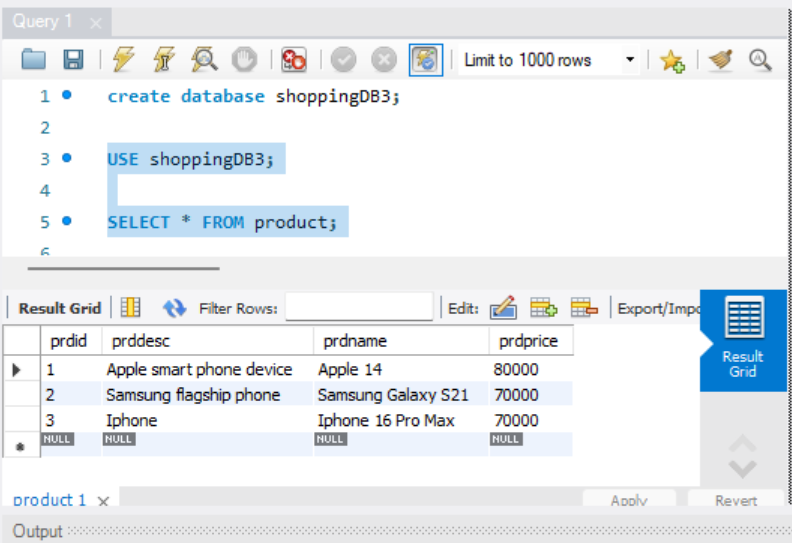 Query 1
Limit to 1000 rows
1 create database shoppingDB3;
2
3 USE shoppingDB3;
4
5 SELECT * FROM product;
6
Result Grid Filter Rows: Edit: Export/Impo
prdid prddesc prdname prdprice
1 Apple smart phone device Apple 14 80000
2 Samsung flagship phone Samsung Galaxy S21 70000
3 Iphone Iphone 16 Pro Max 70000
NULL NULL NULL NULL
Result
Grid
product 1 Apply Revert
Output